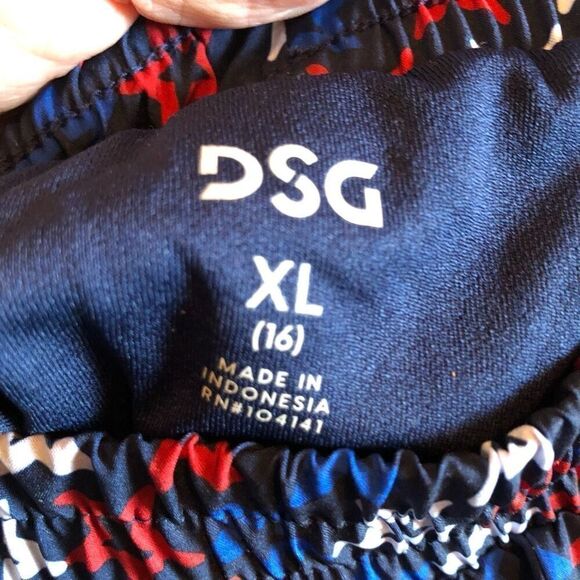 DSG
XL
(16)
MADE IN
INDONESIA
RN#104141